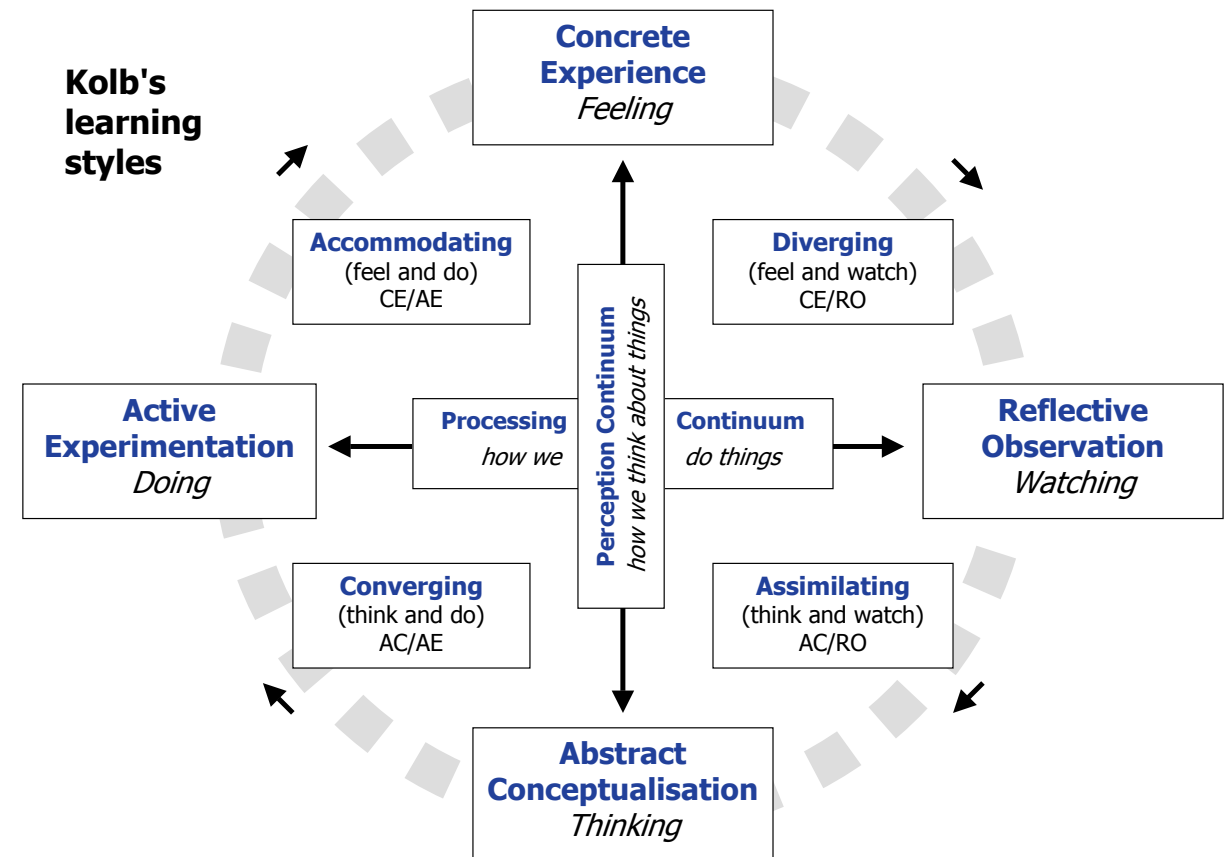 Kolb's
learning
styles
Concrete
Experience
Feeling
Accommodating
(feel and do)
CE/AE
Diverging
(feel and watch)
CE/RO
Active
Experimentation
Doing
Processing
how we
Perception Continuum
how we think about things
Continuum
do things
Reflective
Observation
Watching
Converging
(think and do)
AC/AE
Assimilating
(think and watch)
AC/RO
Abstract
Conceptualisation
Thinking